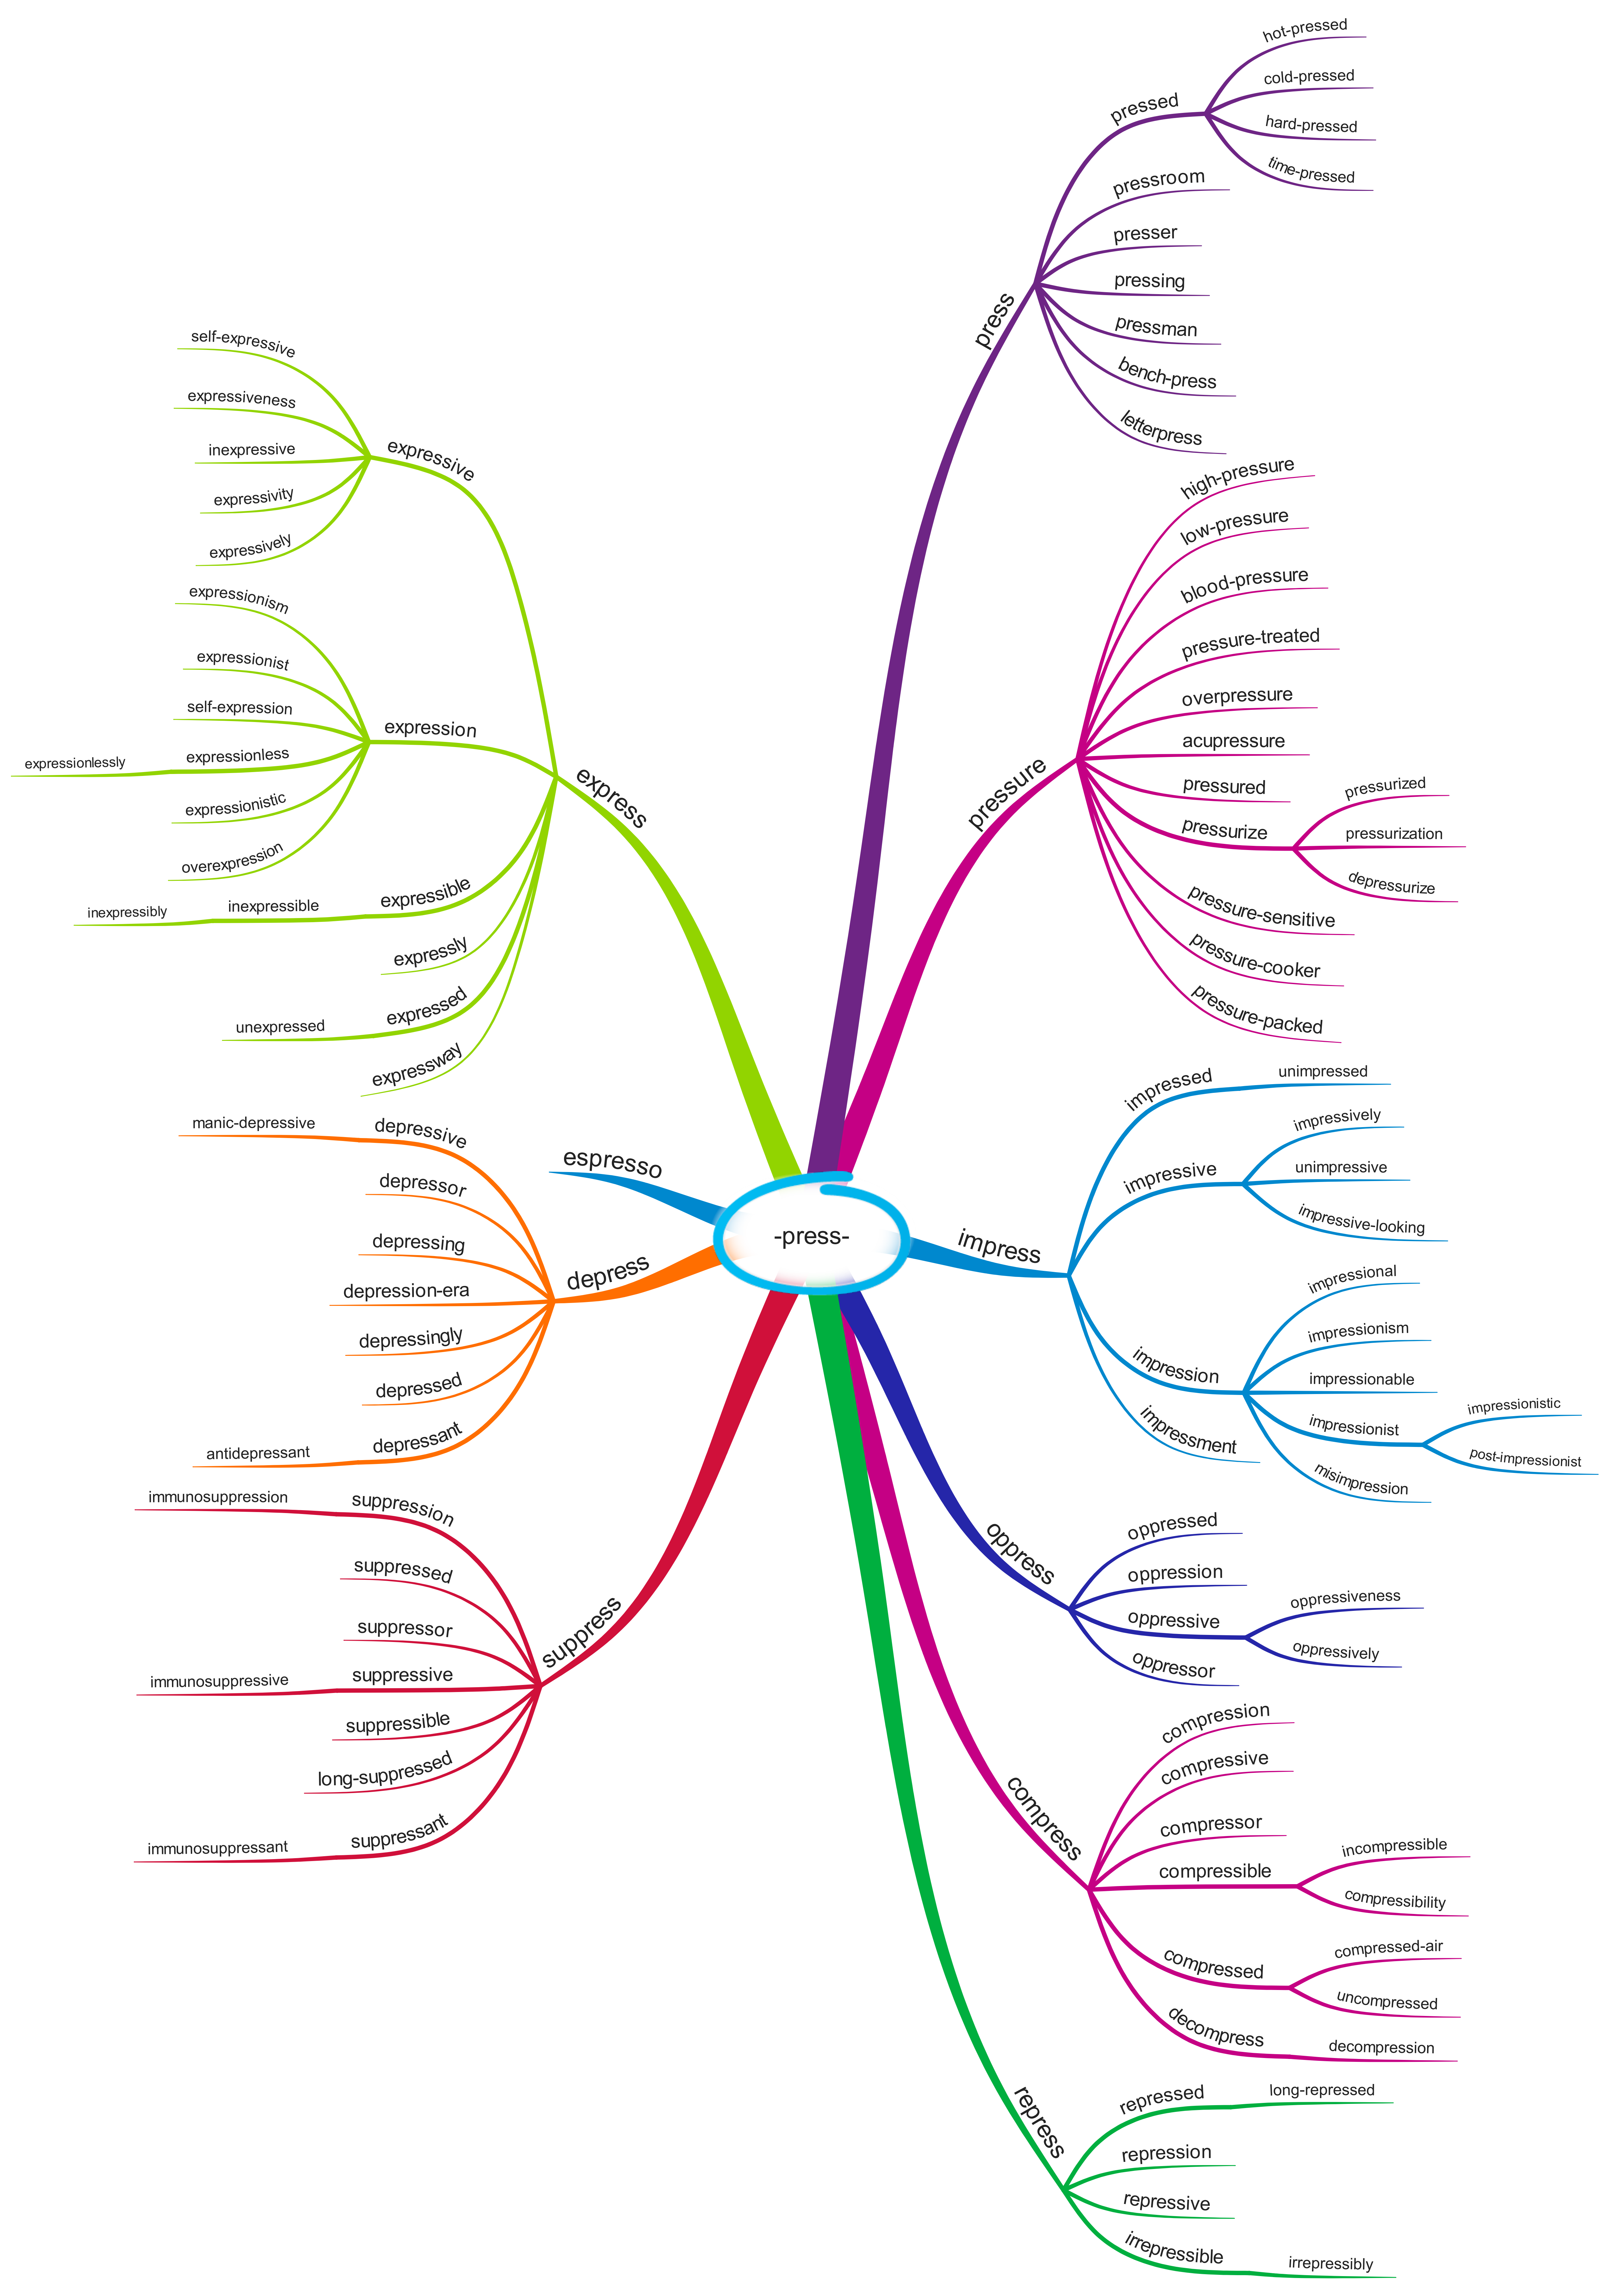 -press-
press
pressed
hot-pressed
cold-pressed
hard-pressed
time-pressed
pressroom
presser
pressing
pressman
bench-press
letterpress
pressure
high-pressure
low-pressure
blood-pressure
pressure-treated
overpressure
acupressure
pressured
pressurize
pressurized
pressurization
depressurize
pressure-sensitive
pressure-cooker
pressure-packed
impress
impressed
unimpressed
impressive
impressively
unimpressive
impressive-looking
impression
impressional
impressionism
impressionable
impressionist
impressionistic
post-impressionist
misimpression
impressment
oppress
oppressed
oppression
oppressive
oppressiveness
oppressively
oppressor
compress
compression
compressive
compressor
compressible
incompressible
compressibility
compressed
compressed-air
uncompressed
decompress
decompression
repress
repressed
long-repressed
repression
repressive
irrepressible
irrepressibly
express
expressive
self-expressive
expressiveness
inexpressive
expressivity
expressively
expression
expressionism
expressionist
self-expression
expressionless
expressionlessly
expressionistic
overexpression
expressible
inexpressible
inexpressibly
expressly
expressed
unexpressed
expressway
espresso
depress
depressive
manic-depressive
depressor
depressing
depression-era
depressingly
depressed
depressant
antidepressant
suppress
suppression
immunosuppression
suppressed
suppressor
suppressive
immunosuppressive
suppressible
long-suppressed
suppressant
immunosuppressant